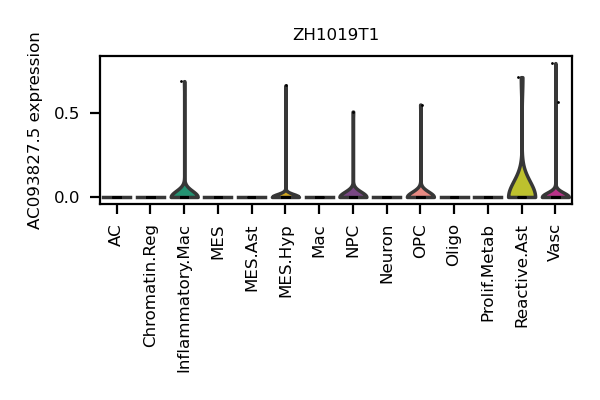 ZH1019T1
AC093827.5 expression
0.5
0.0
AC
Chromatin.Reg
Inflammatory.Mac
MES
MES.Ast
MES.Hyp
Mac
NPC
Neuron
OPC
Oligo
Prolif.Metab
Reactive.Ast
Vasc